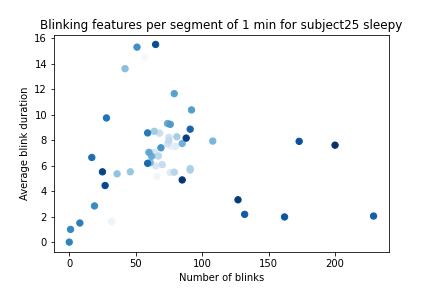 Blinking features per segment of 1 min for subject25 sleepy
16
14
12
10
8
6
4
2
0
Average blink duration
0 50 100 150 200
Number of blinks